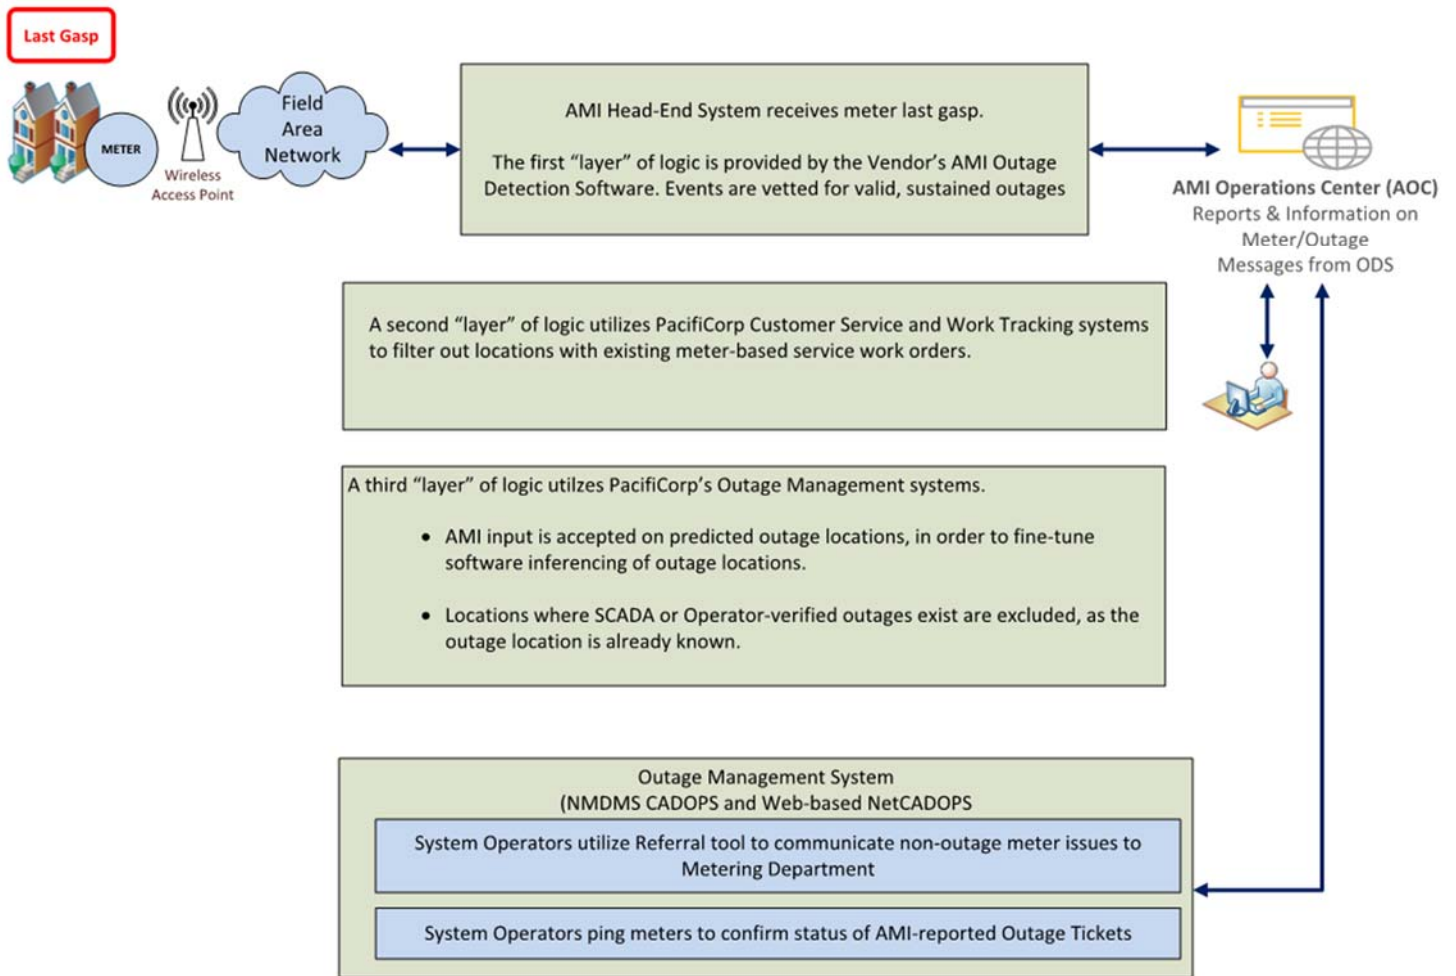 Last Gasp
METER
Wireless
Access Point
Field
Area
Network
AMI Head-End System receives meter last gasp.
The first “layer” of logic is provided by the Vendor’s AMI Outage
Detection Software. Events are vetted for valid, sustained outages
AMI Operations Center (AOC)
Reports & Information on
Meter/Outage
Messages from ODS
A second “layer” of logic utilizes PacifiCorp Customer Service and Work Tracking systems
to filter out locations with existing meter-based service work orders.
A third “layer” of logic utilzes PacifiCorp’s Outage Management systems.
• AMI input is accepted on predicted outage locations, in order to fine-tune
software inferencing of outage locations.
• Locations where SCADA or Operator-verified outages exist are excluded, as the
outage location is already known.
Outage Management System
(NMDMS CADOPS and Web-based NetCADOPS
System Operators utilize Referral tool to communicate non-outage meter issues to
Metering Department
System Operators ping meters to confirm status of AMI-reported Outage Tickets